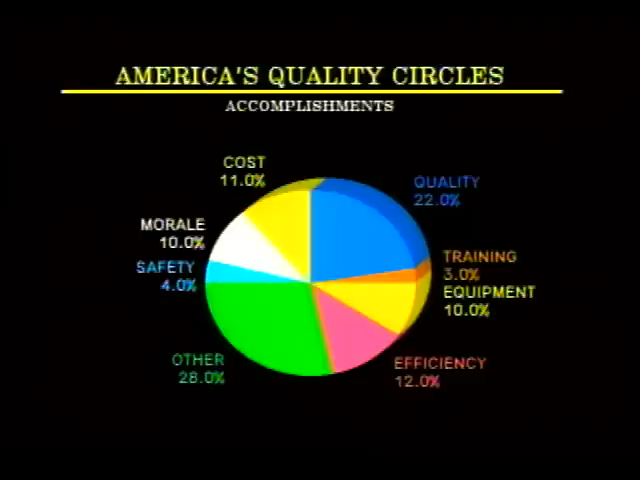 AMERICA'S QUALITY CIRCLES
ACCOMPLISHMENTS
COST
11.0%
QUALITY
22.0%
MORALE
10.0%
TRAINING
3.0%
SAFETY
4.0%
EQUIPMENT
10.0%
OTHER
28.0%
EFFICIENCY
12.0%